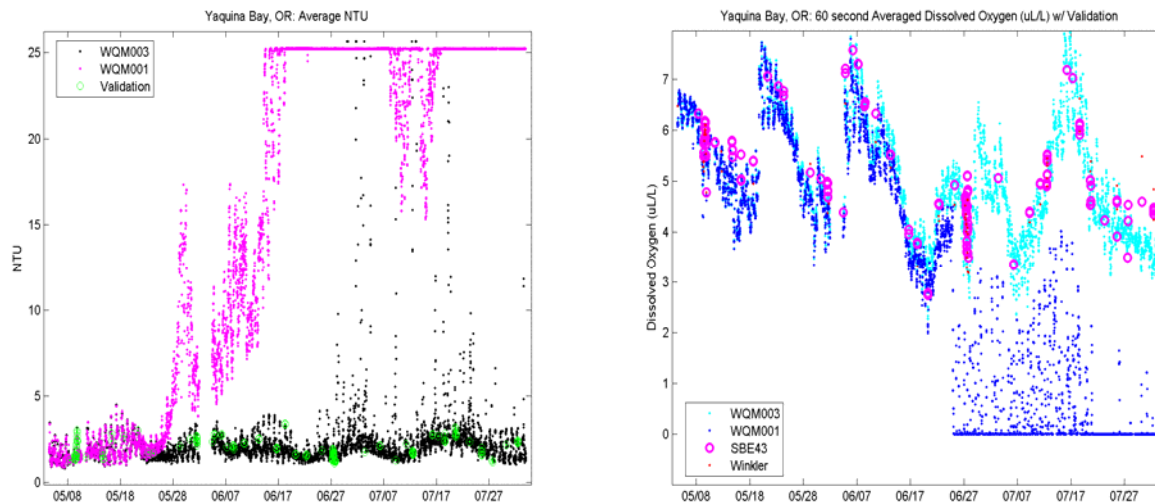 Yaquina Bay, OR: Average NTU
25
20
15
10
5
0
NTU
WQM003
WQM001
Validation
05/08 05/18 05/28 06/07 06/17 06/27 07/07 07/17 07/27
Yaquina Bay, OR: 60 second Averaged Dissolved Oxygen (uL/L) w/ Validation
7
6
5
4
3
2
1
0
Dissolved Oxygen (uL/L)
WQM003
WQM001
SBE43
Winkler
05/08 05/18 05/28 06/07 06/17 06/27 07/07 07/17 07/27